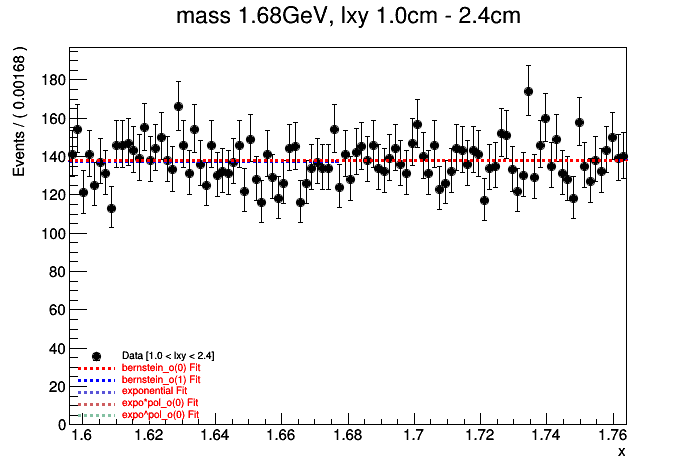 mass 1.68GeV, lxy 1.0cm - 2.4cm
Events / ( 0.00168 )
180
160
140
120
100
80
60
40
20
0
Data [1.0 < lxy < 2.4]
bernstein_o(0) Fit
bernstein_o(1) Fit
exponential Fit
expo*pol_o(0) Fit
expo^pol_o(0) Fit
1.6 1.62 1.64 1.66 1.68 1.7 1.72 1.74 1.76
x